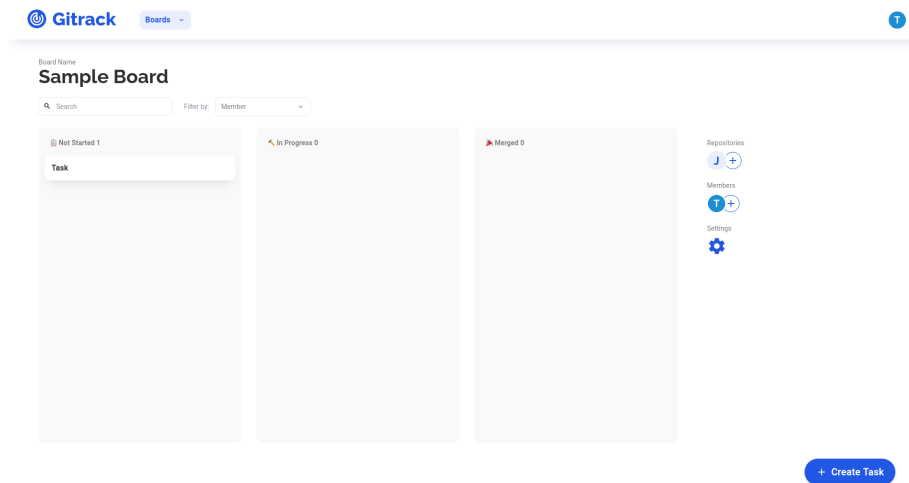 Gitrack
Boards
T
Board Name
Sample Board
Search
Filter by:
Member
Not Started 1
Task
In Progress 0
Merged 0
Repositories
J +
Members
T +
Settings
+ Create Task